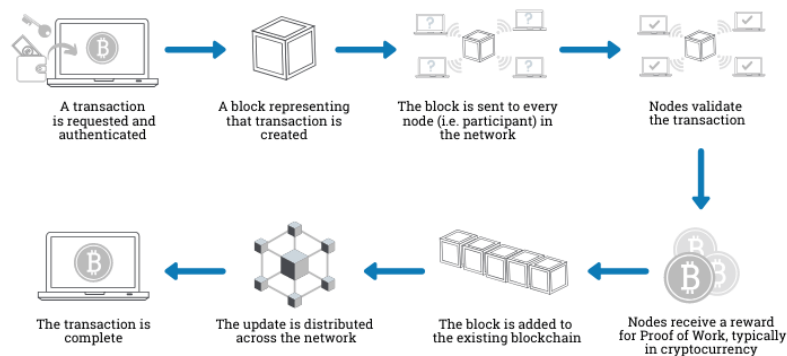 A transaction
is requested and
authenticated
A block representing
that transaction is
created
The block is sent to every
node (i.e. participant) in
the network
Nodes validate
the transaction
The transaction is
complete
The update is distributed
across the network
The block is added to
the existing blockchain
Nodes receive a reward
for Proof of Work, typically
in cryptocurrency